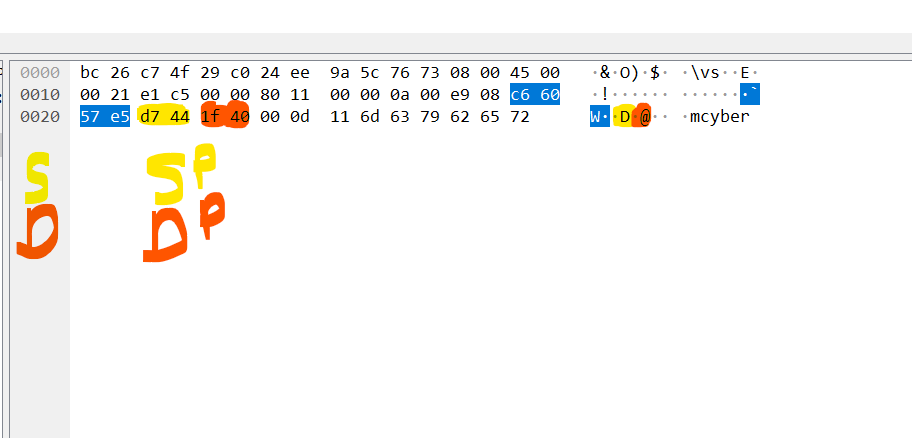 0000 bc 26 c7 4f 29 c0 24 ee 9a 5c 76 73 08 00 45 00 ·&·O)·$· ·\vs··E·
0010 00 21 e1 c5 00 00 80 11 00 00 0a 00 e9 08 c6 60 ·!······ ·······`
0020 57 e5 d7 44 1f 40 00 0d 11 6d 63 79 62 65 72 W··D·@·· ·mcyber
S SP
D DP